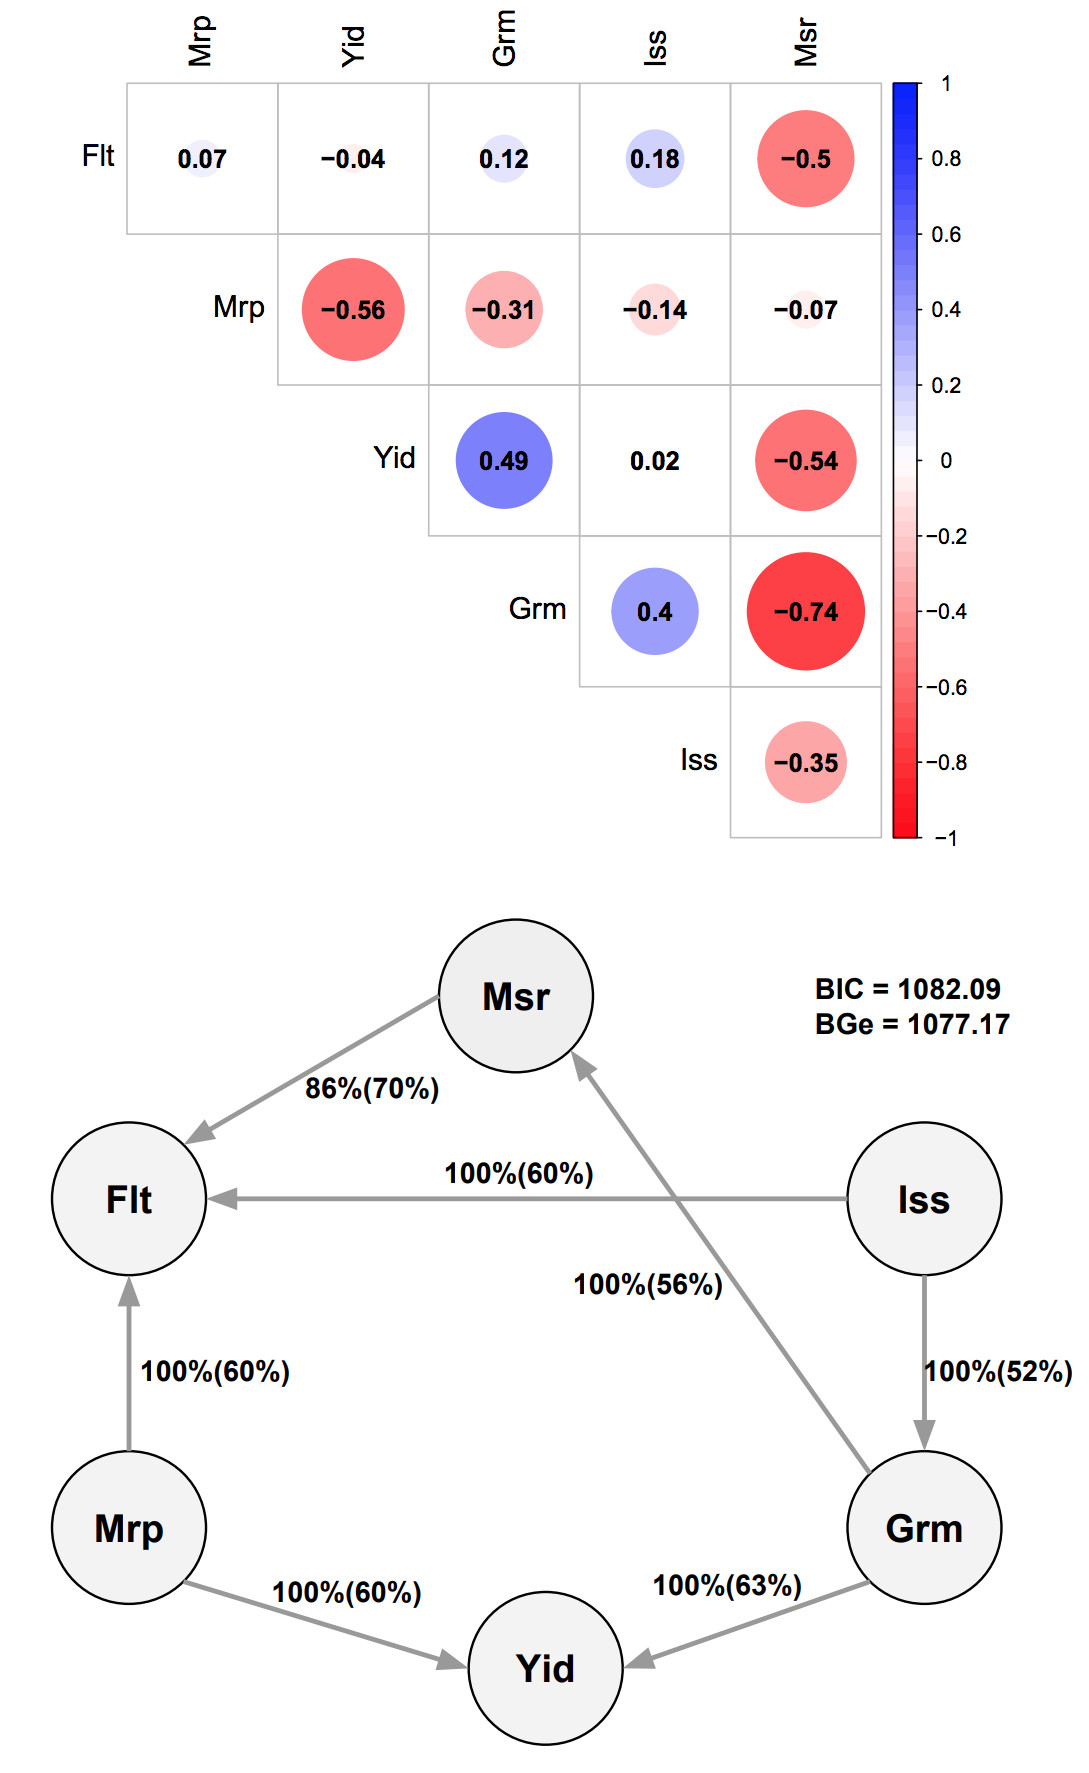 Mrp Yid Grm Iss Msr
1
Flt 0.07 −0.04 0.12 0.18 −0.5
0.8
0.6
Mrp −0.56 −0.31 −0.14 −0.07
0.4
0.2
Yid 0.49 0.02 −0.54
0
−0.2
Grm 0.4 −0.74
−0.4
−0.6
Iss −0.35
−0.8
−1
Msr
BIC = 1082.09
BGe = 1077.17
86%(70%)
100%(60%)
Flt
Iss
100%(56%)
100%(60%)
100%(52%)
Mrp
Grm
100%(60%)
100%(63%)
Yid